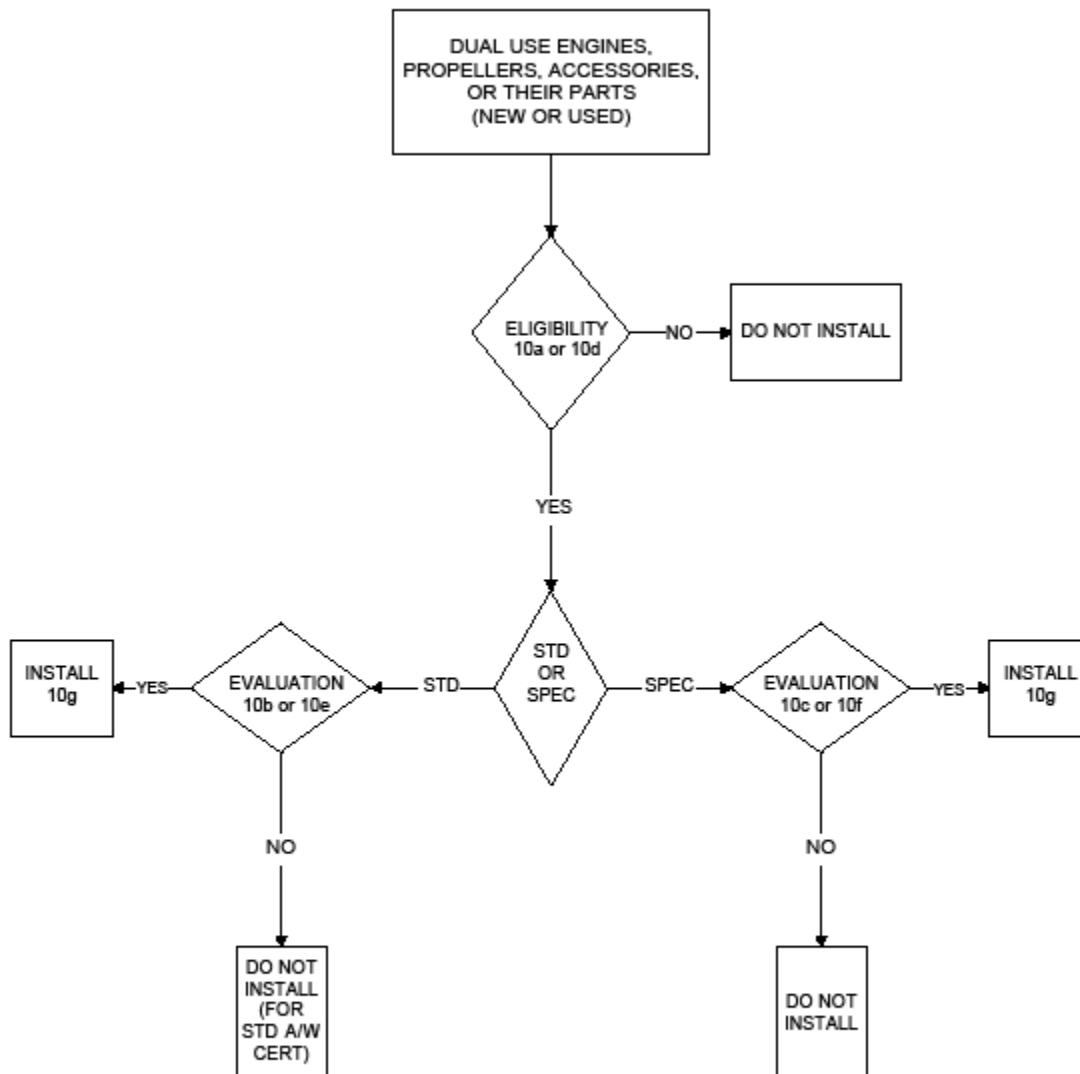 DUAL USE ENGINES,
PROPELLERS, ACCESSORIES,
OR THEIR PARTS
(NEW OR USED)
ELIGIBILITY
10a or 10d
NO
DO NOT INSTALL
YES
INSTALL
10g
YES
EVALUATION
10b or 10e
STD
STD
OR
SPEC
SPEC
EVALUATION
10c or 10f
YES
INSTALL
10g
NO
NO
DO NOT
INSTALL
(FOR
STD A/W
CERT)
DO NOT
INSTALL